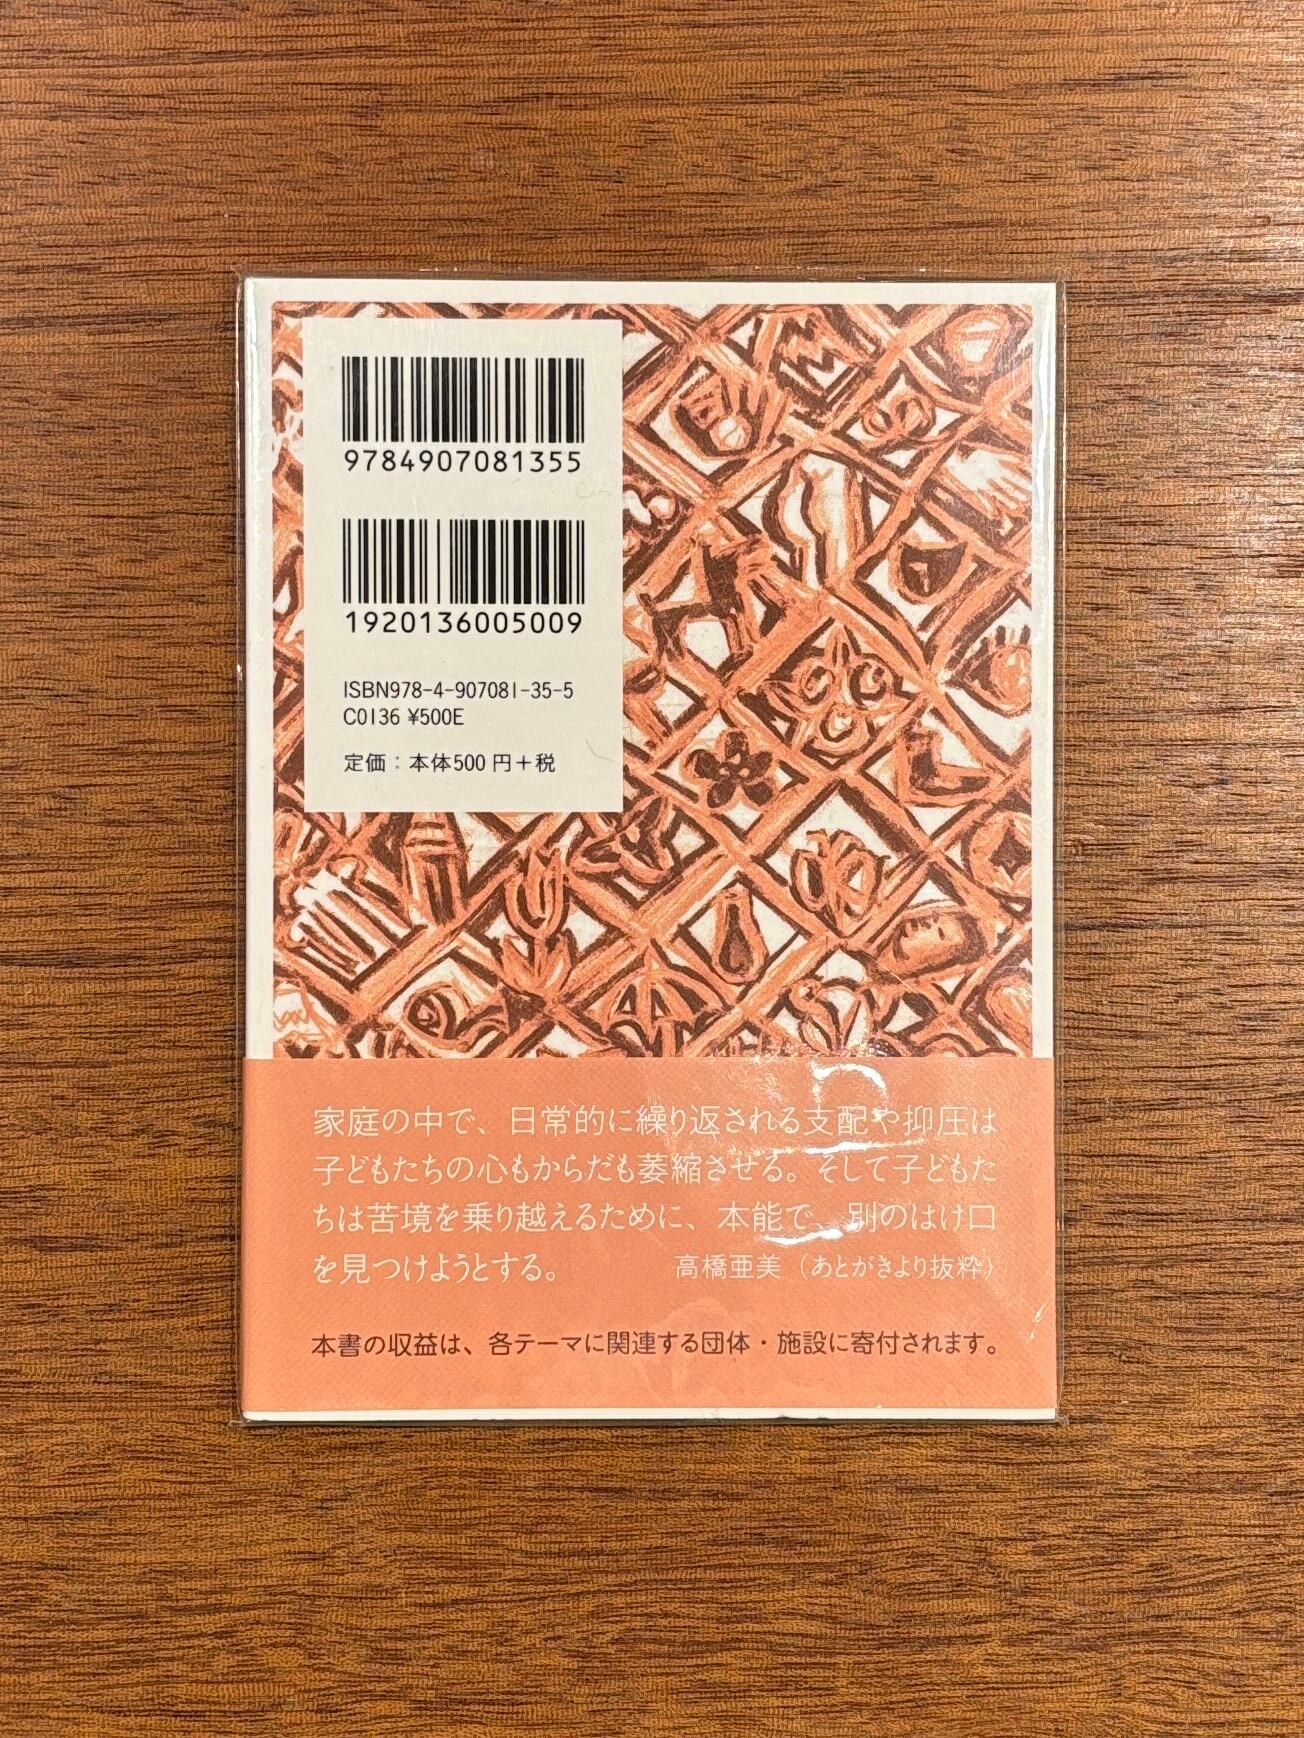 9784907081355
1920136005009
ISBN978-4-907081-35-5
C0136 ¥500E
定価：本体500円＋税
家庭の中で、日常的に繰り返される支配や抑圧は
子どもたちの心もからだも萎縮させる。そして子どもた
ちは苦境を乗り越えるために、本能で、別のはけ口
を見つけようとする。 高橋亜美（あとがきより抜粋）
本書の収益は、各テーマに関連する団体・施設に寄付されます。